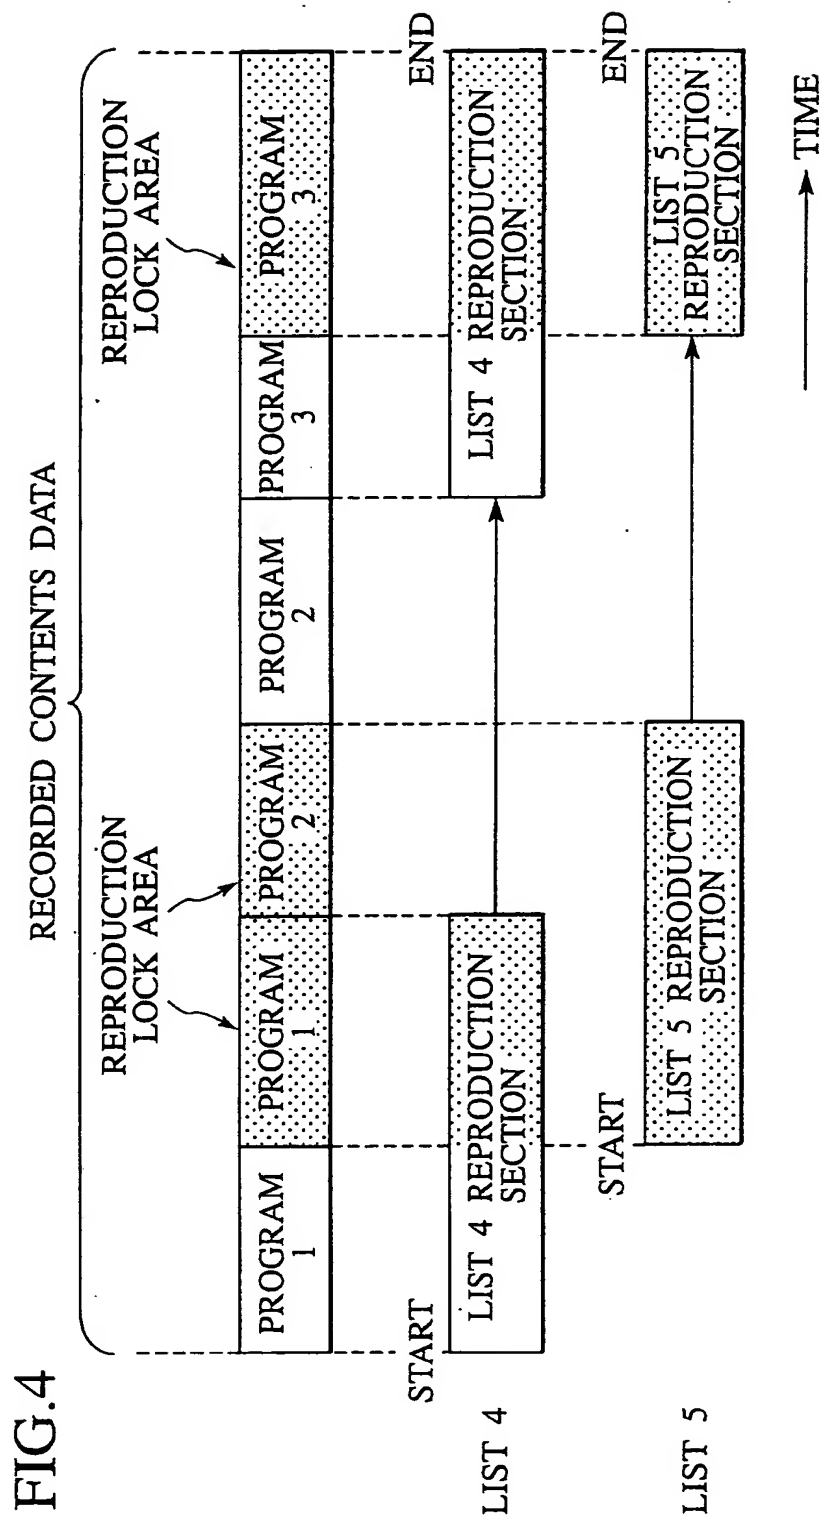 FIG.4
RECORDED CONTENTS DATA
REPRODUCTION
LOCK AREA
REPRODUCTION
LOCK AREA
PROGRAM
1
PROGRAM
1
PROGRAM
2
PROGRAM
2
PROGRAM
3
PROGRAM
3
START
END
LIST 4
LIST 4 REPRODUCTION
SECTION
LIST 4 REPRODUCTION
SECTION
START
END
LIST 5
LIST 5 REPRODUCTION
SECTION
LIST 5
REPRODUCTION
SECTION
TIME